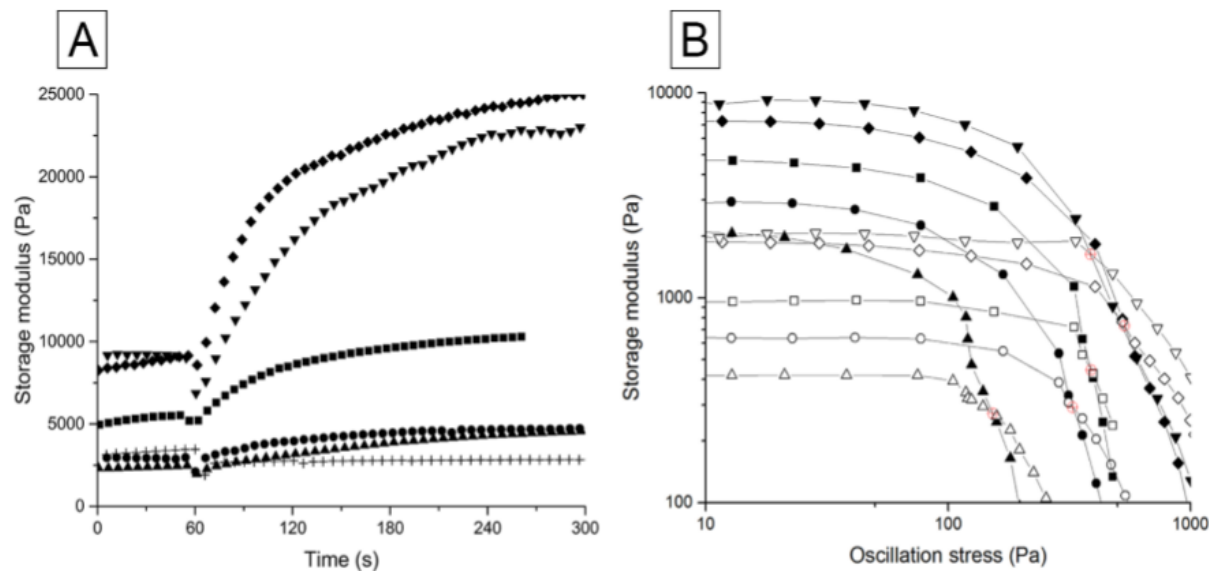 A
B
Storage modulus (Pa)
25000
20000
15000
10000
5000
0
0 60 120 180 240 300
Time (s)
Storage modulus (Pa)
10000
1000
100
10 100 1000
Oscillation stress (Pa)